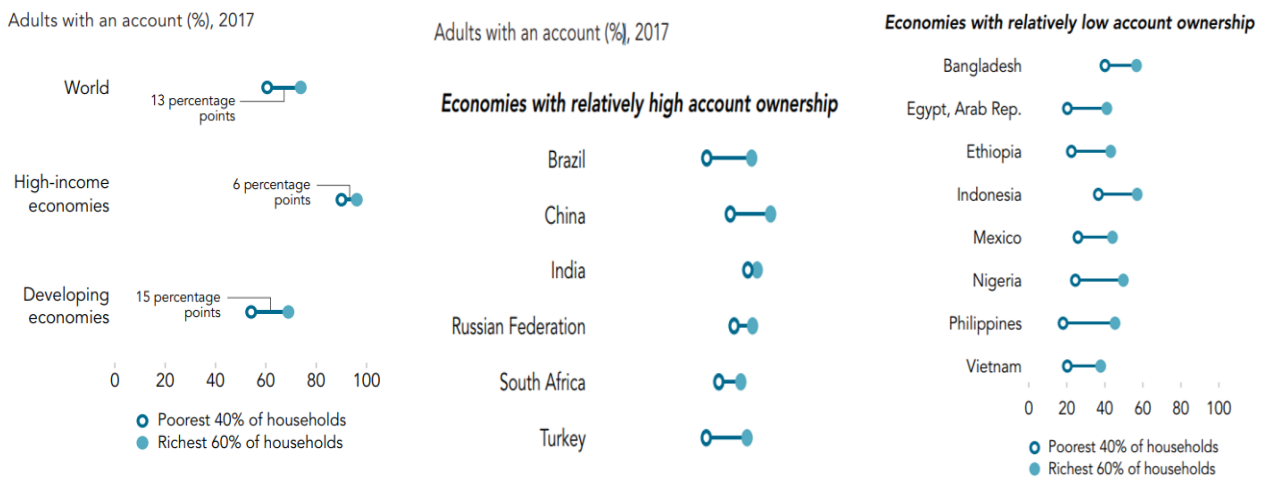 Adults with an account (%), 2017
World
13 percentage
points
High-income
economies
6 percentage
points
Developing
economies
15 percentage
points
0 20 40 60 80 100
Poorest 40% of households
Richest 60% of households
Adults with an account (%), 2017
Economies with relatively high account ownership
Brazil
China
India
Russian Federation
South Africa
Turkey
Economies with relatively low account ownership
Bangladesh
Egypt, Arab Rep.
Ethiopia
Indonesia
Mexico
Nigeria
Philippines
Vietnam
0 20 40 60 80 100
Poorest 40% of households
Richest 60% of households